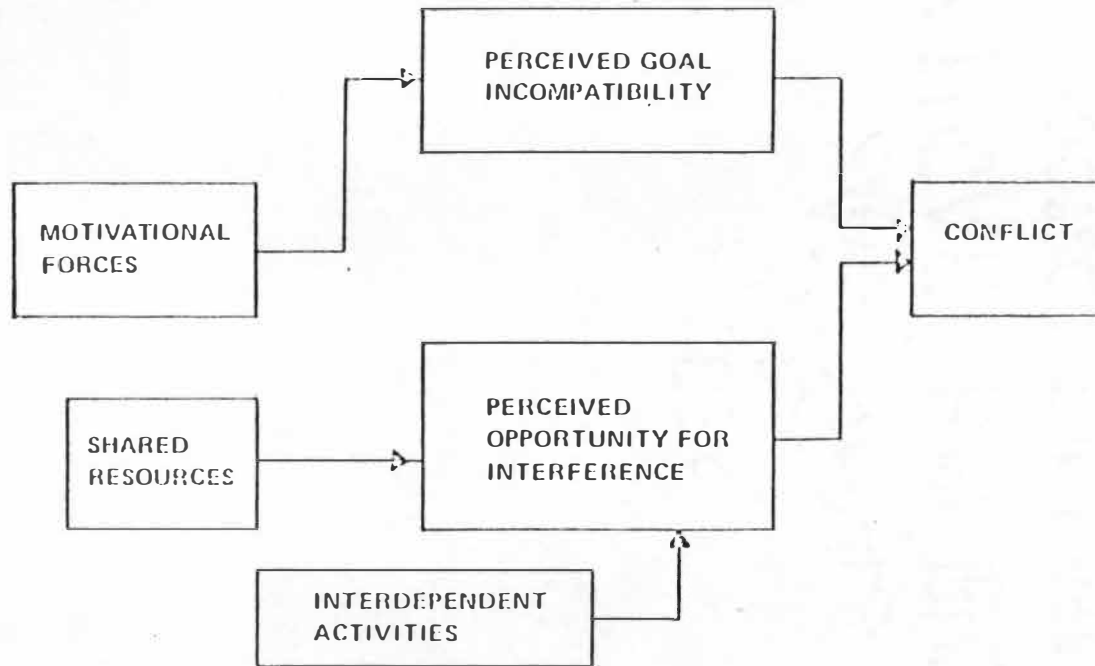 PERCEIVED GOAL
INCOMPATIBILITY
MOTIVATIONAL
FORCES
CONFLICT
PERCEIVED
OPPORTUNITY FOR
INTERFERENCE
SHARED
RESOURCES
INTERDEPENDENT
ACTIVITIES